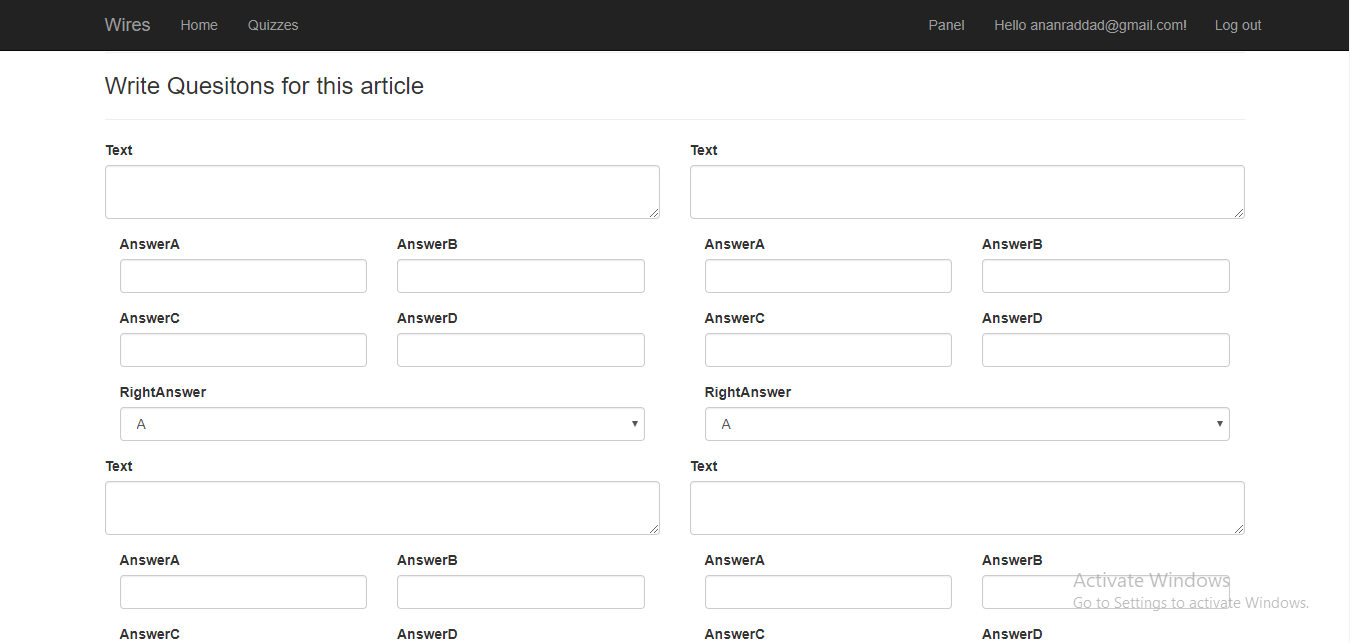 Wires Home Quizzes Panel Hello ananraddad@gmail.com! Log out
Write Quesitons for this article
Text Text
AnswerA AnswerB AnswerA AnswerB
AnswerC AnswerD AnswerC AnswerD
RightAnswer RightAnswer
A A
Text Text
AnswerA AnswerB AnswerA AnswerB
Activate Windows
Go to Settings to activate Windows.
AnswerC AnswerD AnswerC AnswerD